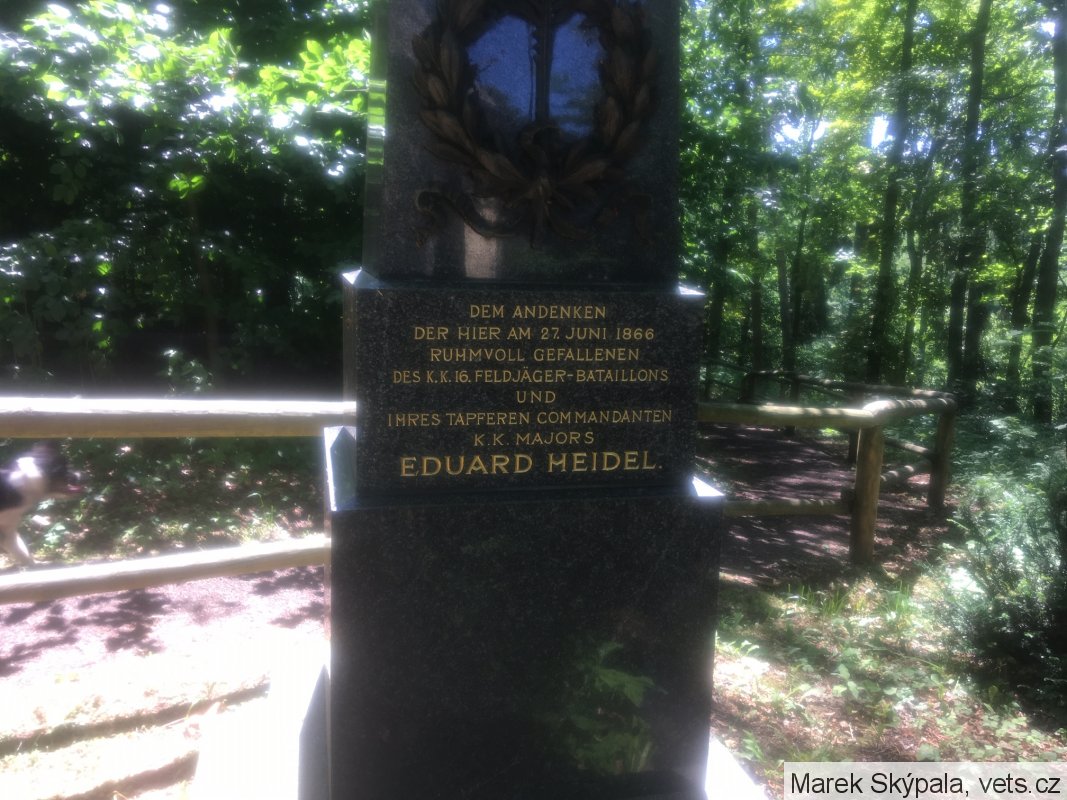 DEM ANDENKEN
DER HIER AM 27. JUNI 1866
RUHMVOLL GEFALLENEN
DES K.K. 16. FELDJÄGER-BATAILLONS
UND
IHRES TAPFEREN COMMANDANTEN
K.K. MAJORS
EDUARD HEIDEL.
Marek Skýpala, vets.cz